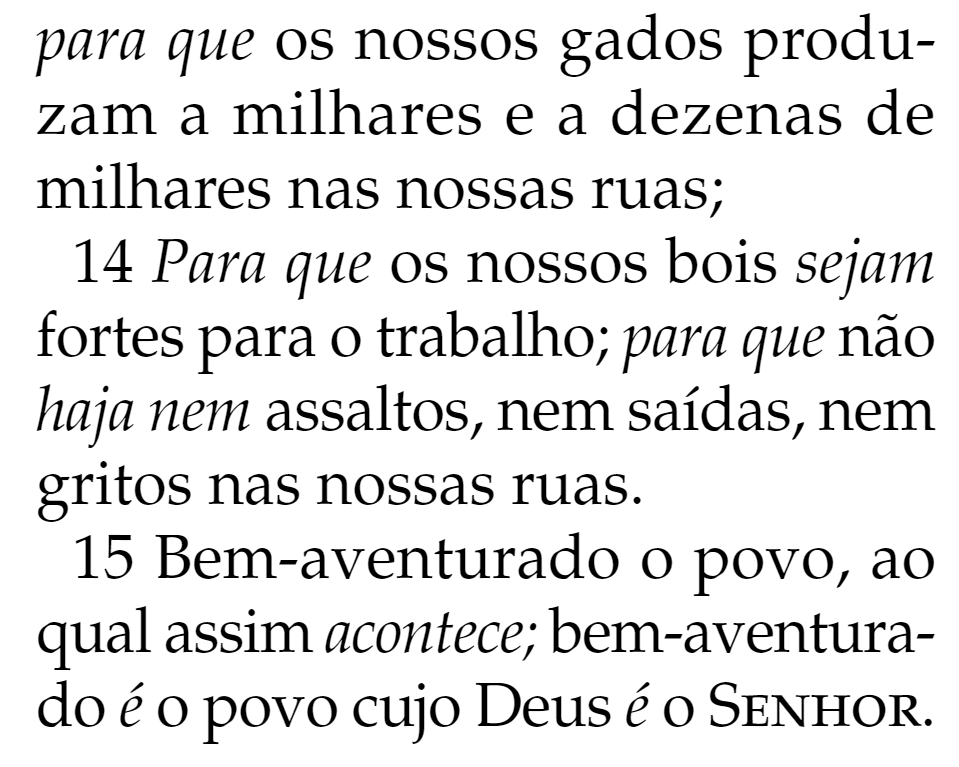 para que os nossos gados produ-
zam a milhares e a dezenas de
milhares nas nossas ruas;
14 Para que os nossos bois sejam
fortes para o trabalho; para que não
haja nem assaltos, nem saídas, nem
gritos nas nossas ruas.
15 Bem-aventurado o povo, ao
qual assim acontece; bem-aventura-
do é o povo cujo Deus é o SENHOR.